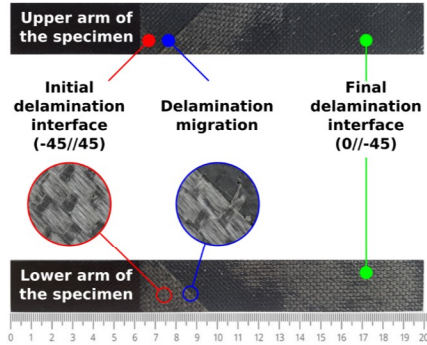 Upper arm of
the specimen
Initial
delamination
interface
(-45//45)
Delamination
migration
Final
delamination
interface
(0//-45)
Lower arm of
the specimen
0 1 2 3 4 5 6 7 8 9 10 11 12 13 14 15 16 17 18 19 20